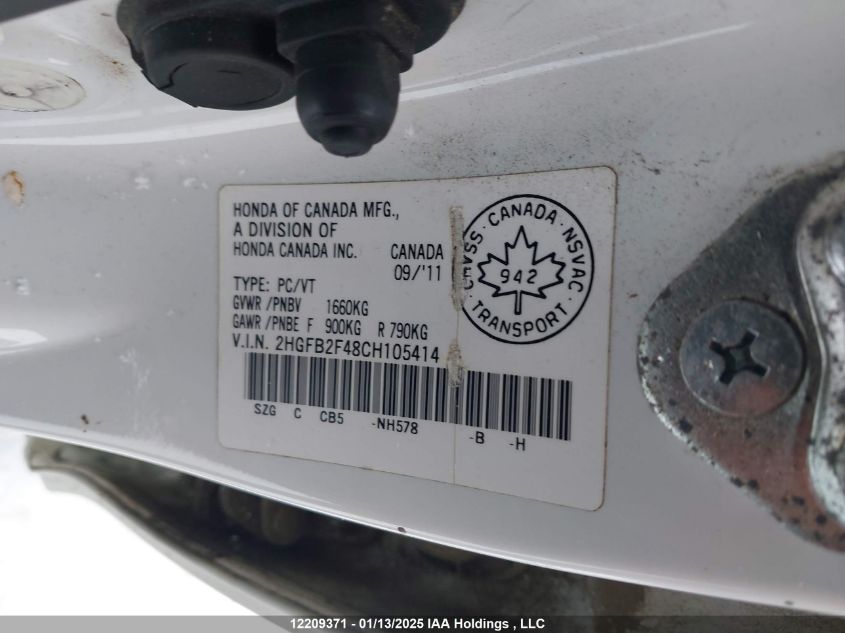 HONDA OF CANADA MFG.,
A DIVISION OF
HONDA CANADA INC. CANADA
09/'11
TYPE: PC/VT
GVWR /PNBV 1660KG
GAWR /PNBE F 900KG R 790KG
V.I.N. 2HGFB2F48CH105414
SZG C CB5 -NH578 -B -H
CMVSS · CANADA · NSVAC
942
TRANSPORT
12209371 - 01/13/2025 IAA Holdings , LLC